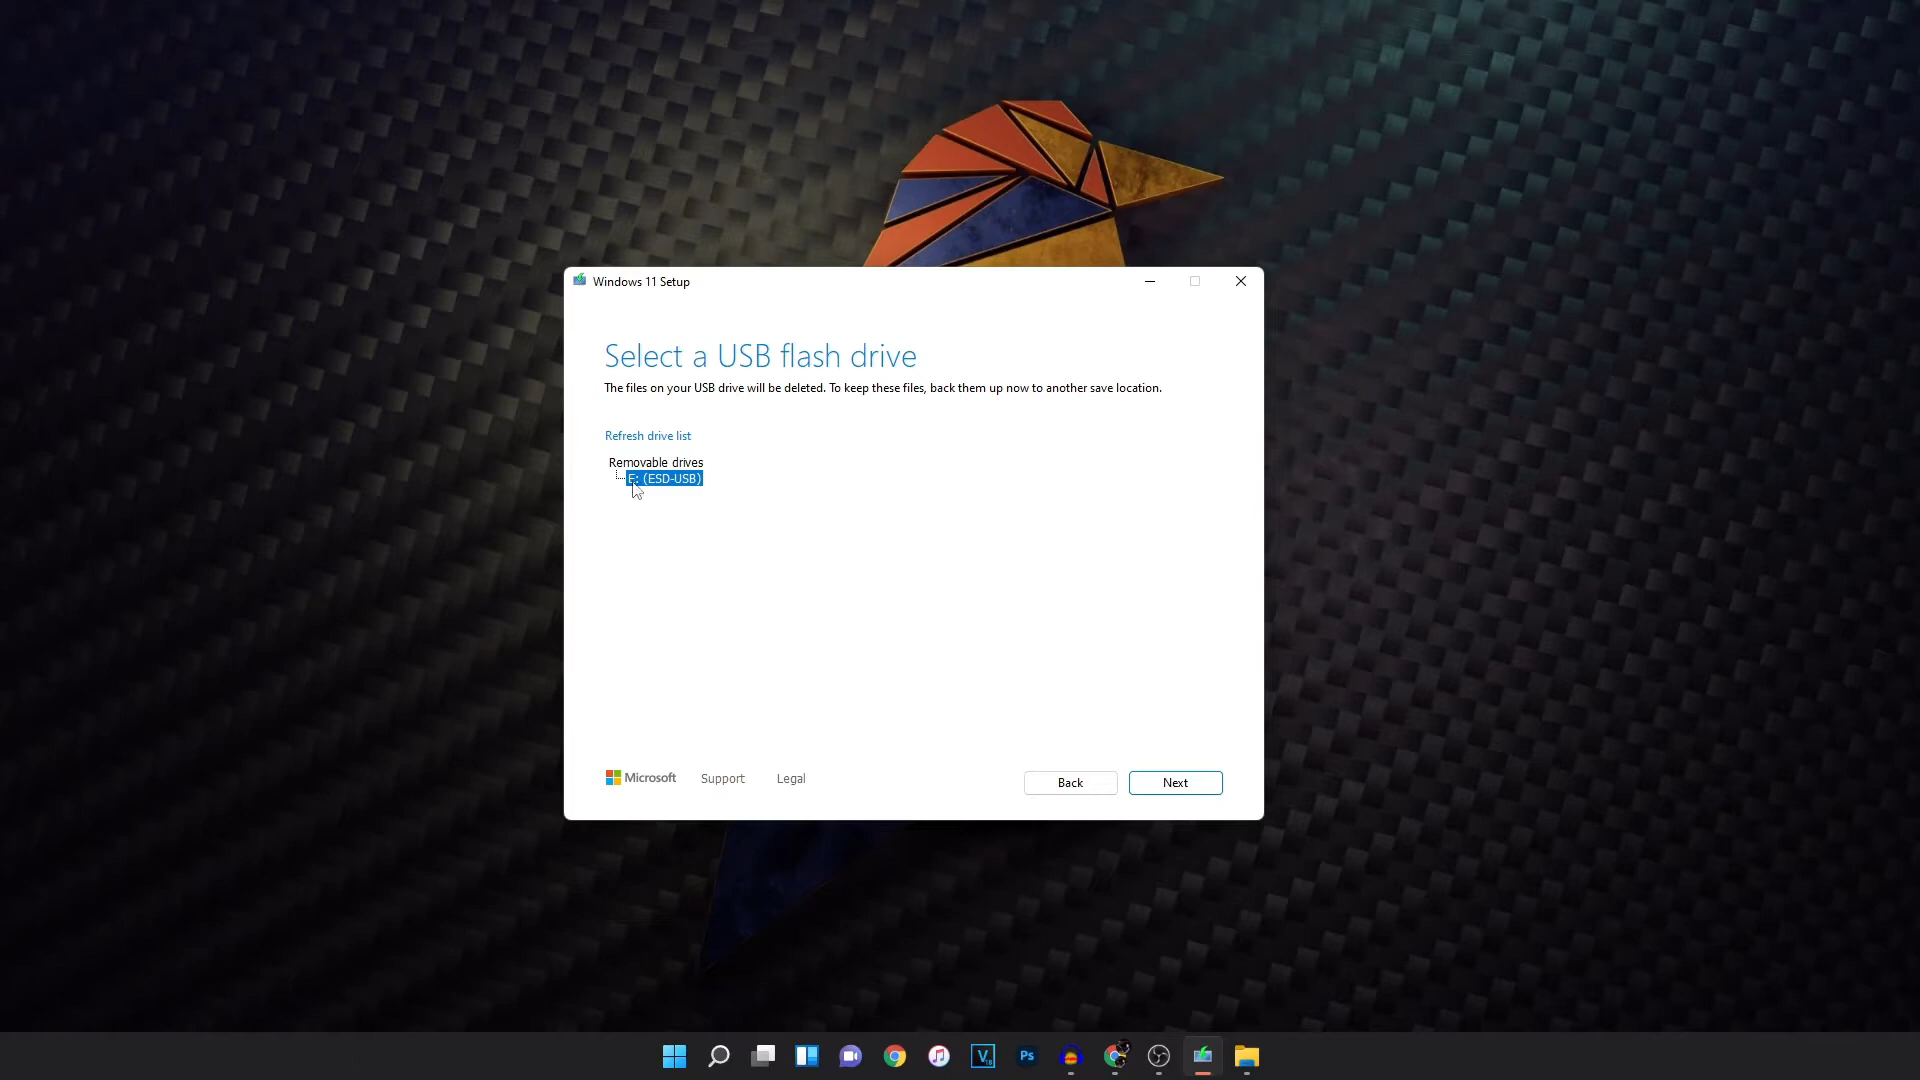 Windows 11 Setup
Select a USB flash drive
The files on your USB drive will be deleted. To keep these files, back them up now to another save location.
Refresh drive list
Removable drives
E: (ESD-USB)
Microsoft
Support
Legal
Back
Next
Ps